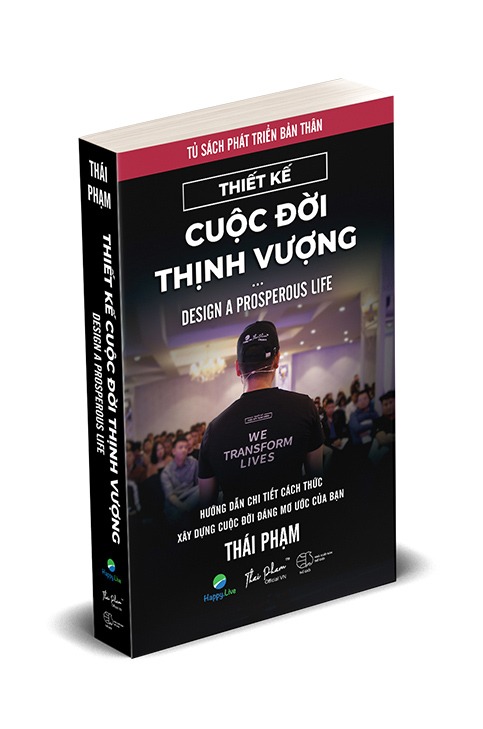 THÁI
PHẠM
THIẾT KẾ CUỘC ĐỜI THỊNH VƯỢNG
DESIGN A PROSPEROUS LIFE
TỦ SÁCH PHÁT TRIỂN BẢN THÂN
THIẾT KẾ
CUỘC ĐỜI
THỊNH VƯỢNG
...
DESIGN A PROSPEROUS LIFE
WE
TRANSFORM
LIVES
HƯỚNG DẪN CHI TIẾT CÁCH THỨC
XÂY DỰNG CUỘC ĐỜI ĐÁNG MƠ ƯỚC CỦA BẠN
THÁI PHẠM
Happy.Live
Thai Pham
Official VN